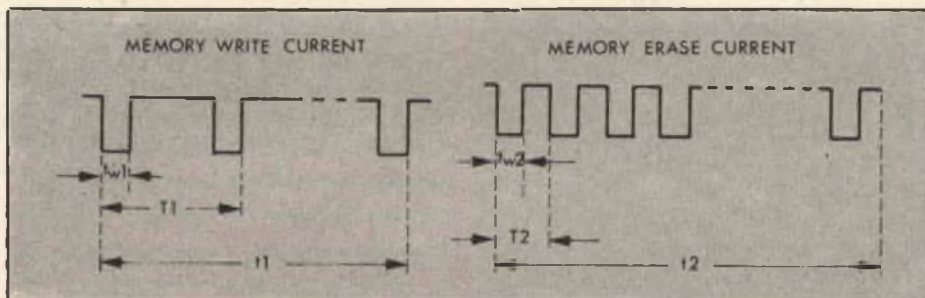 MEMORY WRITE CURRENT
MEMORY ERASE CURRENT
tw1
T1
t1
tw2
T2
t2